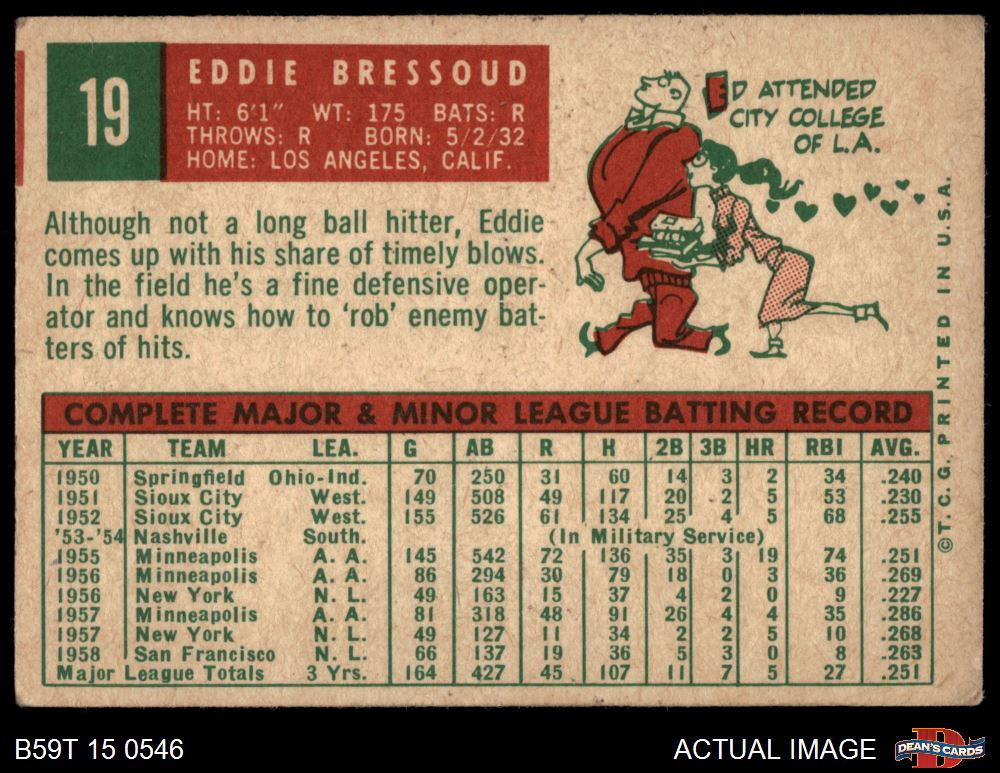 19
EDDIE BRESSOUD
HT: 6'1" WT: 175 BATS: R
THROWS: R BORN: 5/2/32
HOME: LOS ANGELES, CALIF.
ED ATTENDED
CITY COLLEGE
OF L.A.
Although not a long ball hitter, Eddie
comes up with his share of timely blows.
In the field he's a fine defensive oper-
ator and knows how to 'rob' enemy bat-
ters of hits.
COMPLETE MAJOR & MINOR LEAGUE BATTING RECORD
YEAR TEAM LEA. G AB R H 2B 3B HR RBI AVG.
1950 Springfield Ohio-Ind. 70 250 31 60 14 3 2 34 .240
1951 Sioux City West. 149 508 49 117 20 2 5 53 .230
1952 Sioux City West. 155 526 61 134 25 4 5 68 .255
'53-'54 Nashville South. (In Military Service)
1955 Minneapolis A. A. 145 542 72 136 35 3 19 74 .251
1956 Minneapolis A. A. 86 294 30 79 18 0 3 36 .269
1956 New York N. L. 49 163 15 37 4 2 0 9 .227
1957 Minneapolis A. A. 81 318 48 91 26 4 4 35 .286
1957 New York N. L. 49 127 11 34 2 2 5 10 .268
1958 San Francisco N. L. 66 137 19 36 5 3 0 8 .263
Major League Totals 3 Yrs. 164 427 45 107 11 7 5 27 .251
© T. C. G. PRINTED IN U.S.A.
B59T 15 0546
ACTUAL IMAGE
D
DEAN'S CARDS